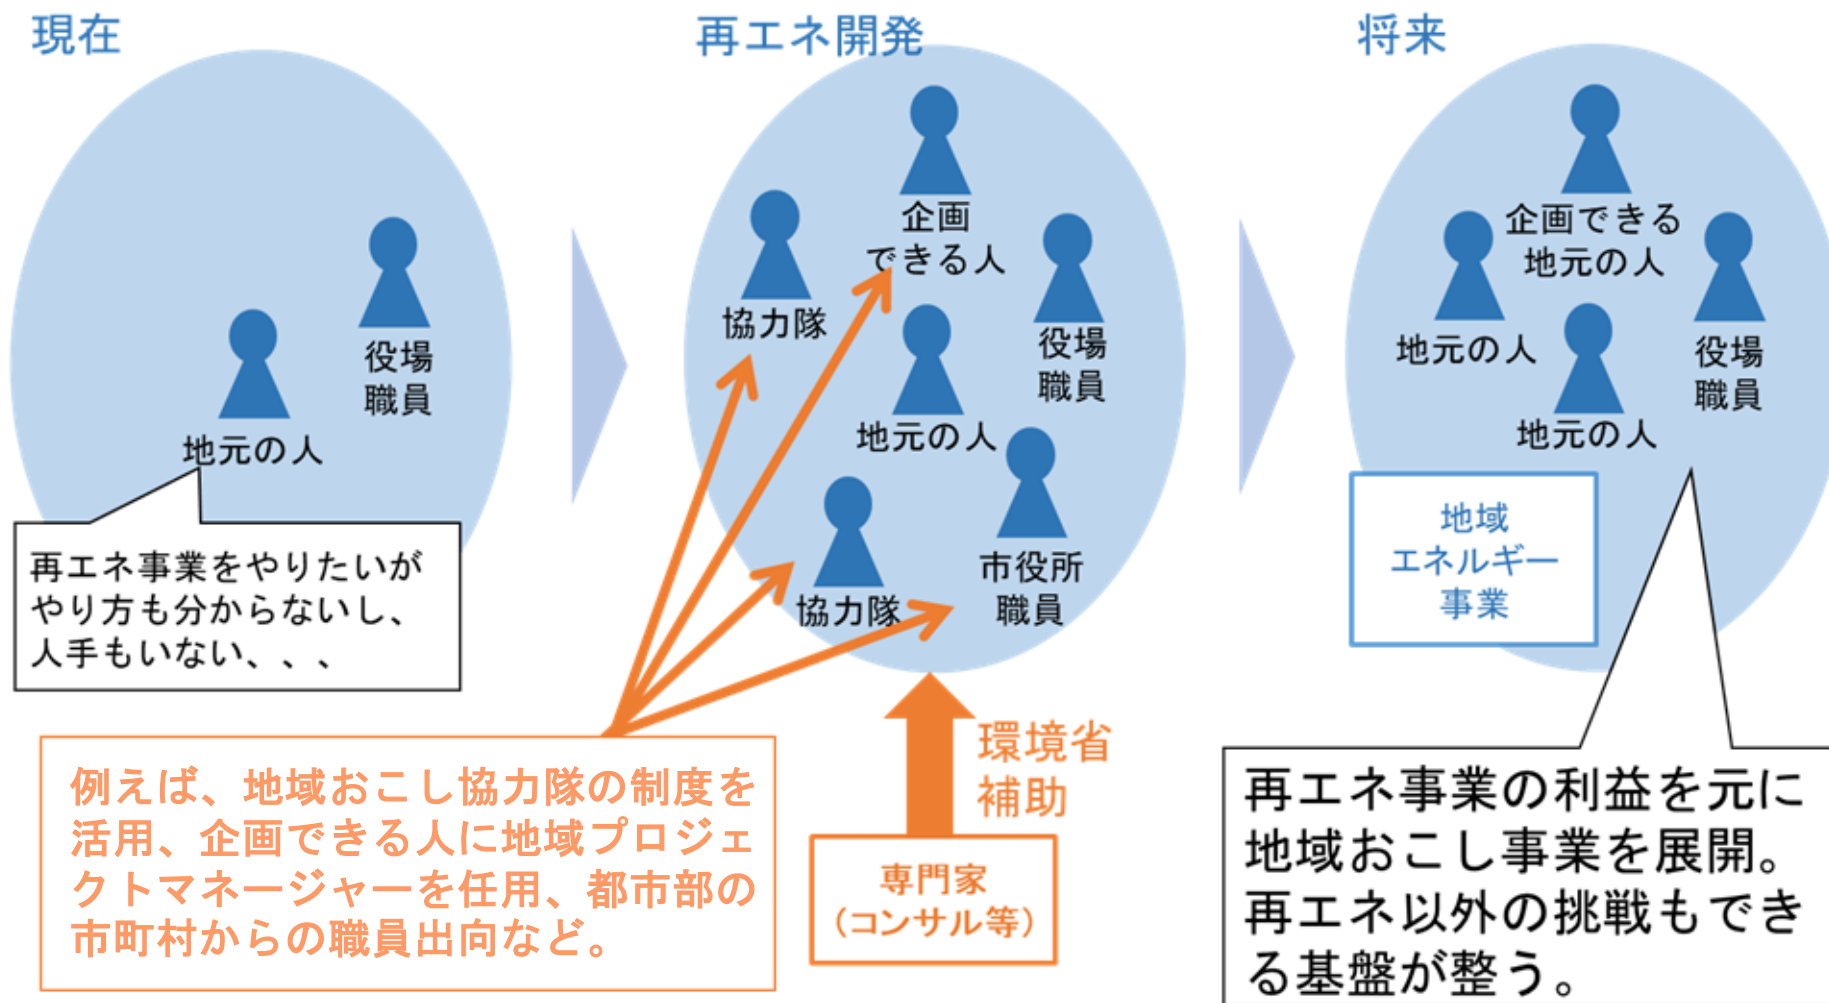 現在
役場
職員
地元の人
再エネ事業をやりたいが
やり方も分からないし、
人手もいない、、、
再エネ開発
企画
できる人
協力隊
役場
職員
地元の人
市役所
職員
協力隊
例えば、地域おこし協力隊の制度を
活用、企画できる人に地域プロジェ
クトマネージャーを任用、都市部の
市町村からの職員出向など。
環境省
補助
専門家
(コンサル等)
将来
企画できる
地元の人
地元の人
役場
職員
地元の人
地域
エネルギー
事業
再エネ事業の利益を元に
地域おこし事業を展開。
再エネ以外の挑戦もでき
る基盤が整う。